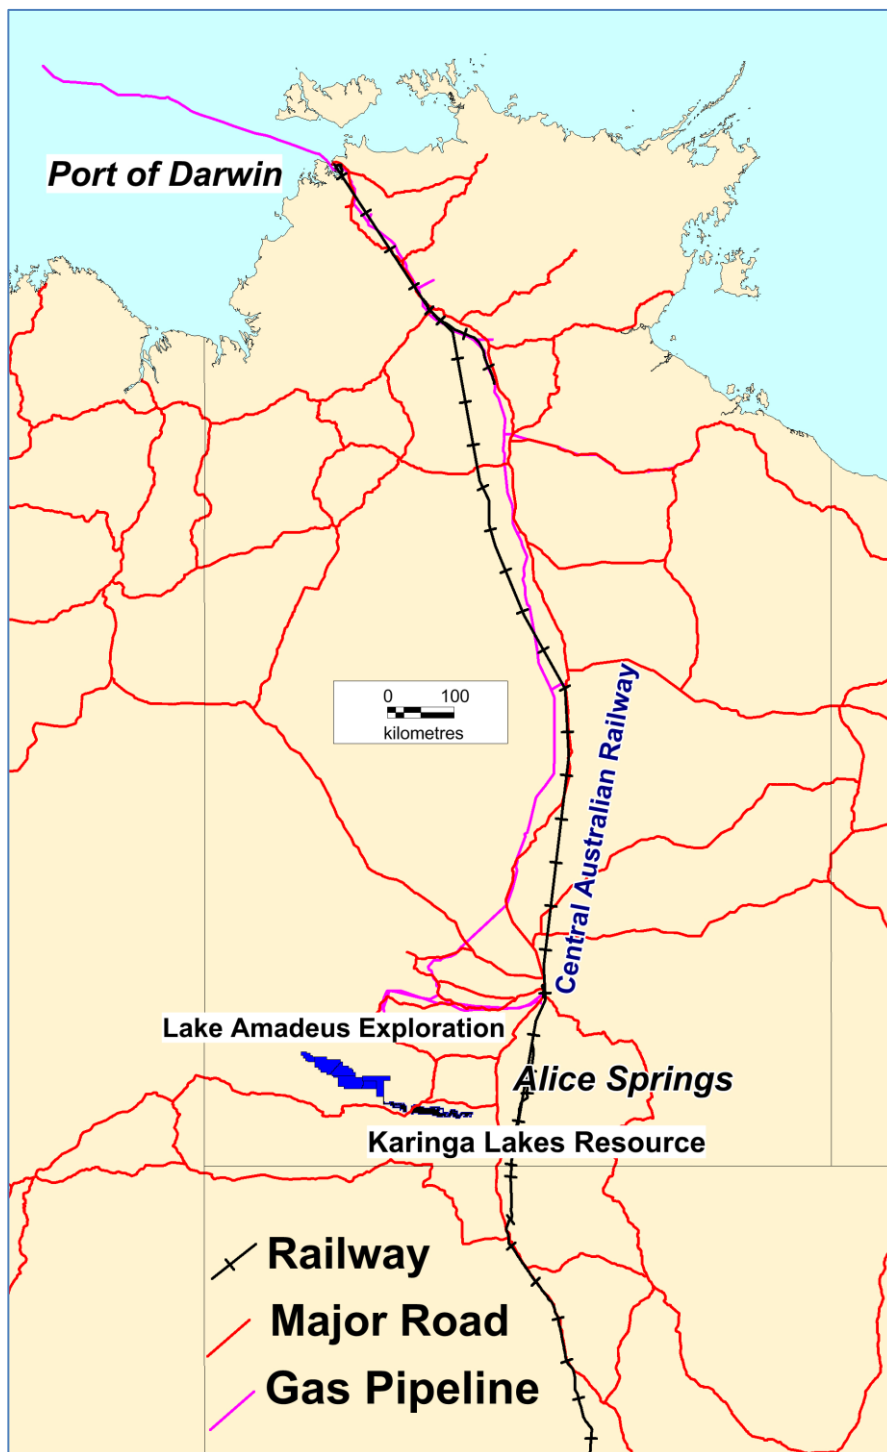 Port of Darwin
0 100
kilometres
Central Australian Railway
Lake Amadeus Exploration
Alice Springs
Karinga Lakes Resource
Railway
Major Road
Gas Pipeline